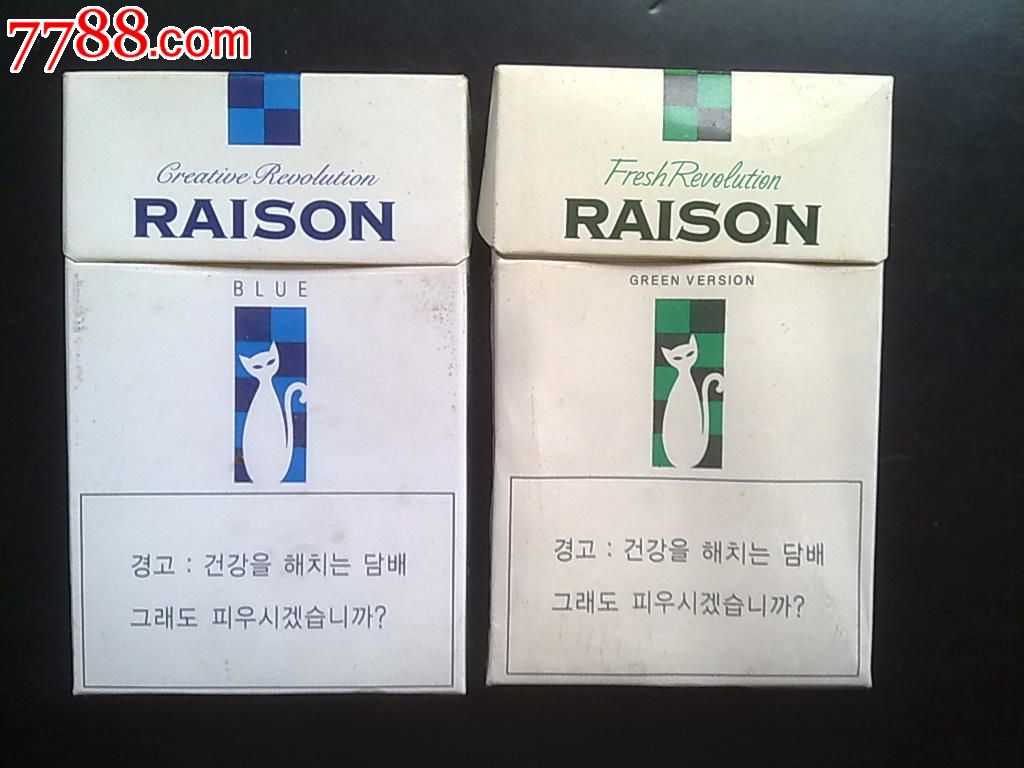 7788.com
Creative Revolution
RAISON
BLUE
경고 : 건강을 해치는 담배
그래도 피우시겠습니까?
Fresh Revolution
RAISON
GREEN VERSION
경고 : 건강을 해치는 담배
그래도 피우시겠습니까?